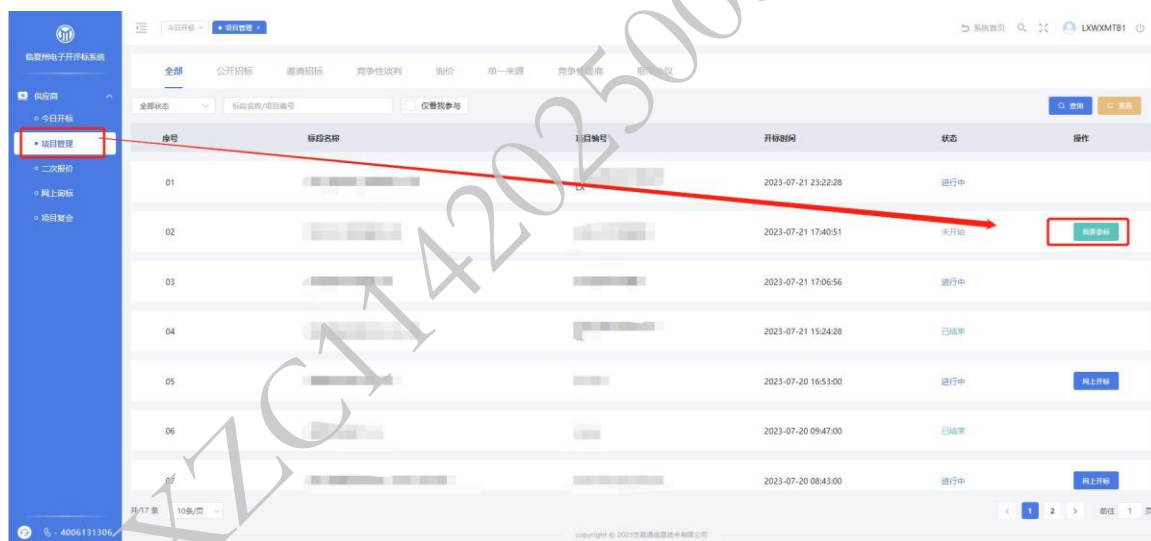 临夏州电子开评标系统
供应商
今日开标
项目管理
二次报价
网上询标
项目复会
4006131306
今日开标
项目管理
系统首页
LXWXMTB1
全部 公开招标 邀请招标 竞争性谈判 询价 单一来源
全部状态 标段名称/项目编号 仅看我参与 查询
序号 标段名称 项目编号 开标时间 状态 操作
01 2023-07-21 23:22:28 进行中
02 2023-07-21 17:40:51 未开始 我要参标
03 2023-07-21 17:06:56 进行中
04 2023-07-21 15:24:28 已结束
05 2023-07-20 16:53:00 进行中 网上开标
06 2023-07-20 09:47:00 已结束
07 2023-07-20 08:43:00 进行中 网上开标
共17 条 10条/页 1 2 前往 1 页
XZC1142025